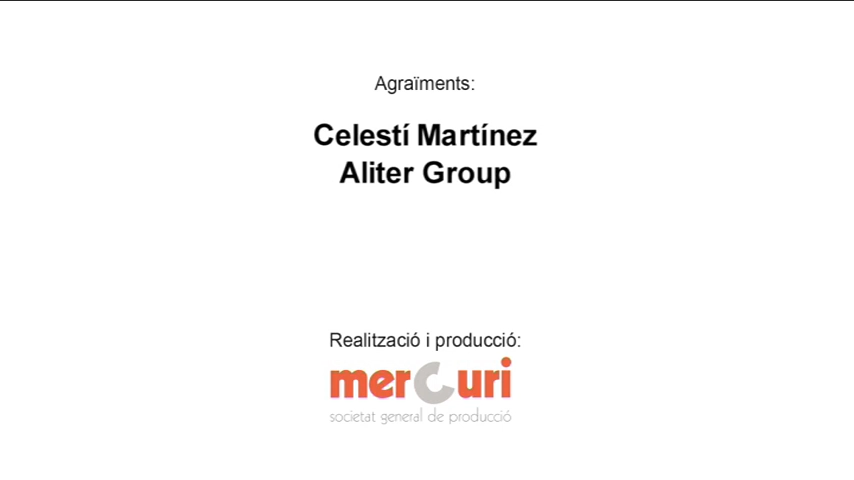 Agraïments:
Celestí Martínez
Aliter Group
Realització i producció:
mercuri
societat general de producció